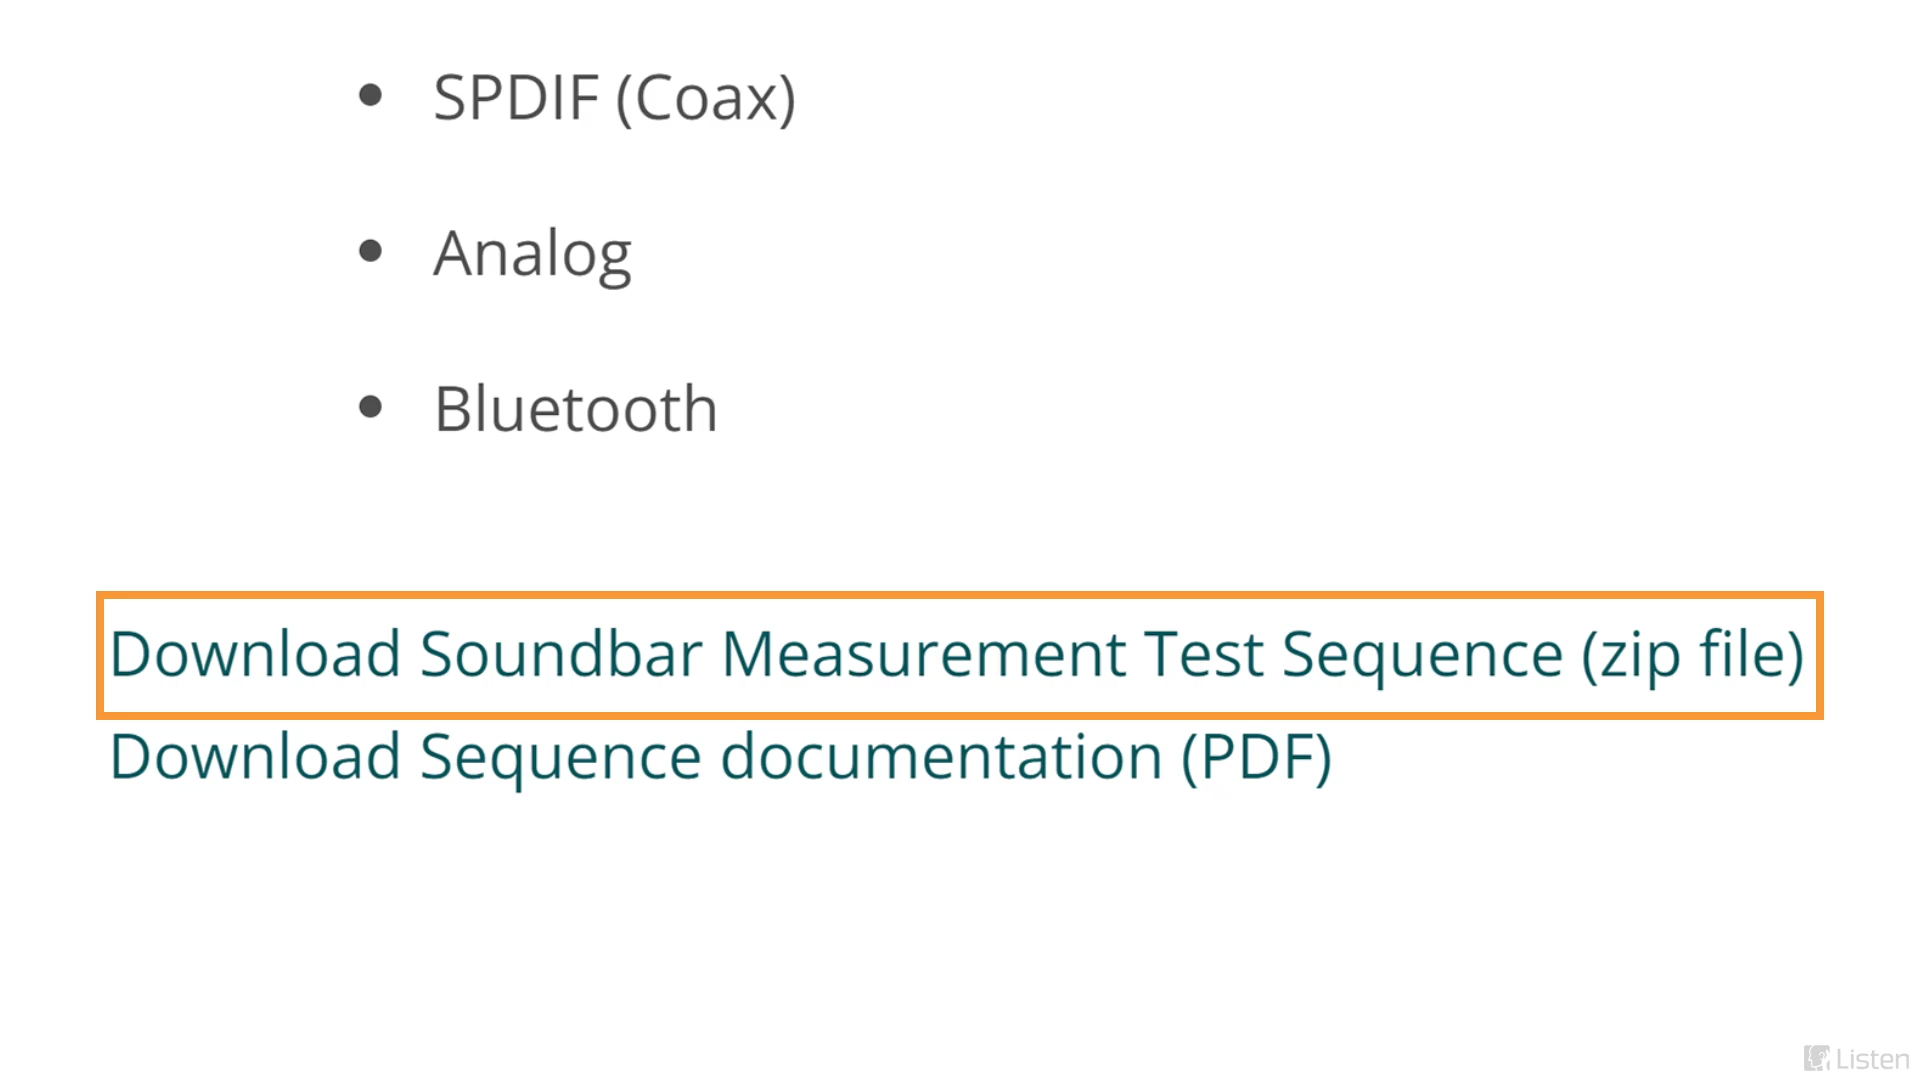 SPDIF (Coax)
Analog
Bluetooth
Download Soundbar Measurement Test Sequence (zip file)
Download Sequence documentation (PDF)
Listen